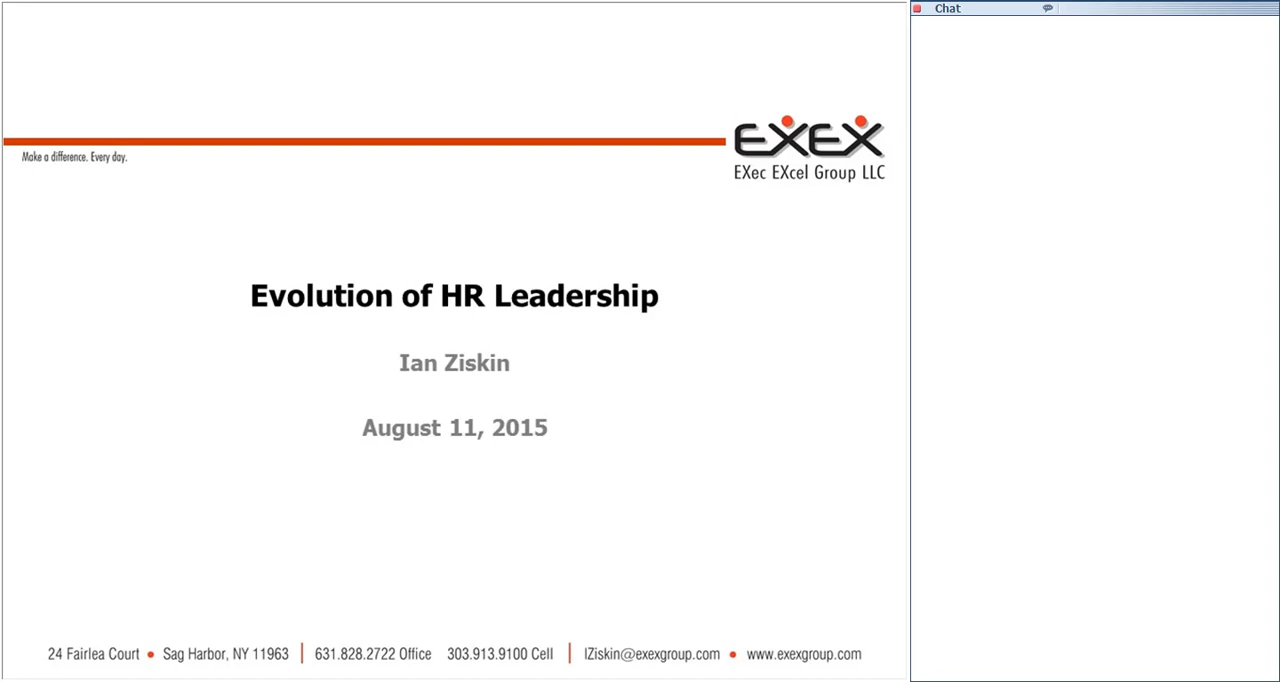 Chat
EXEX
Make a difference. Every day.
EXec EXcel Group LLC
Evolution of HR Leadership
Ian Ziskin
August 11, 2015
24 Fairlea Court • Sag Harbor, NY 11963 | 631.828.2722 Office 303.913.9100 Cell | IZiskin@exexgroup.com • www.exexgroup.com